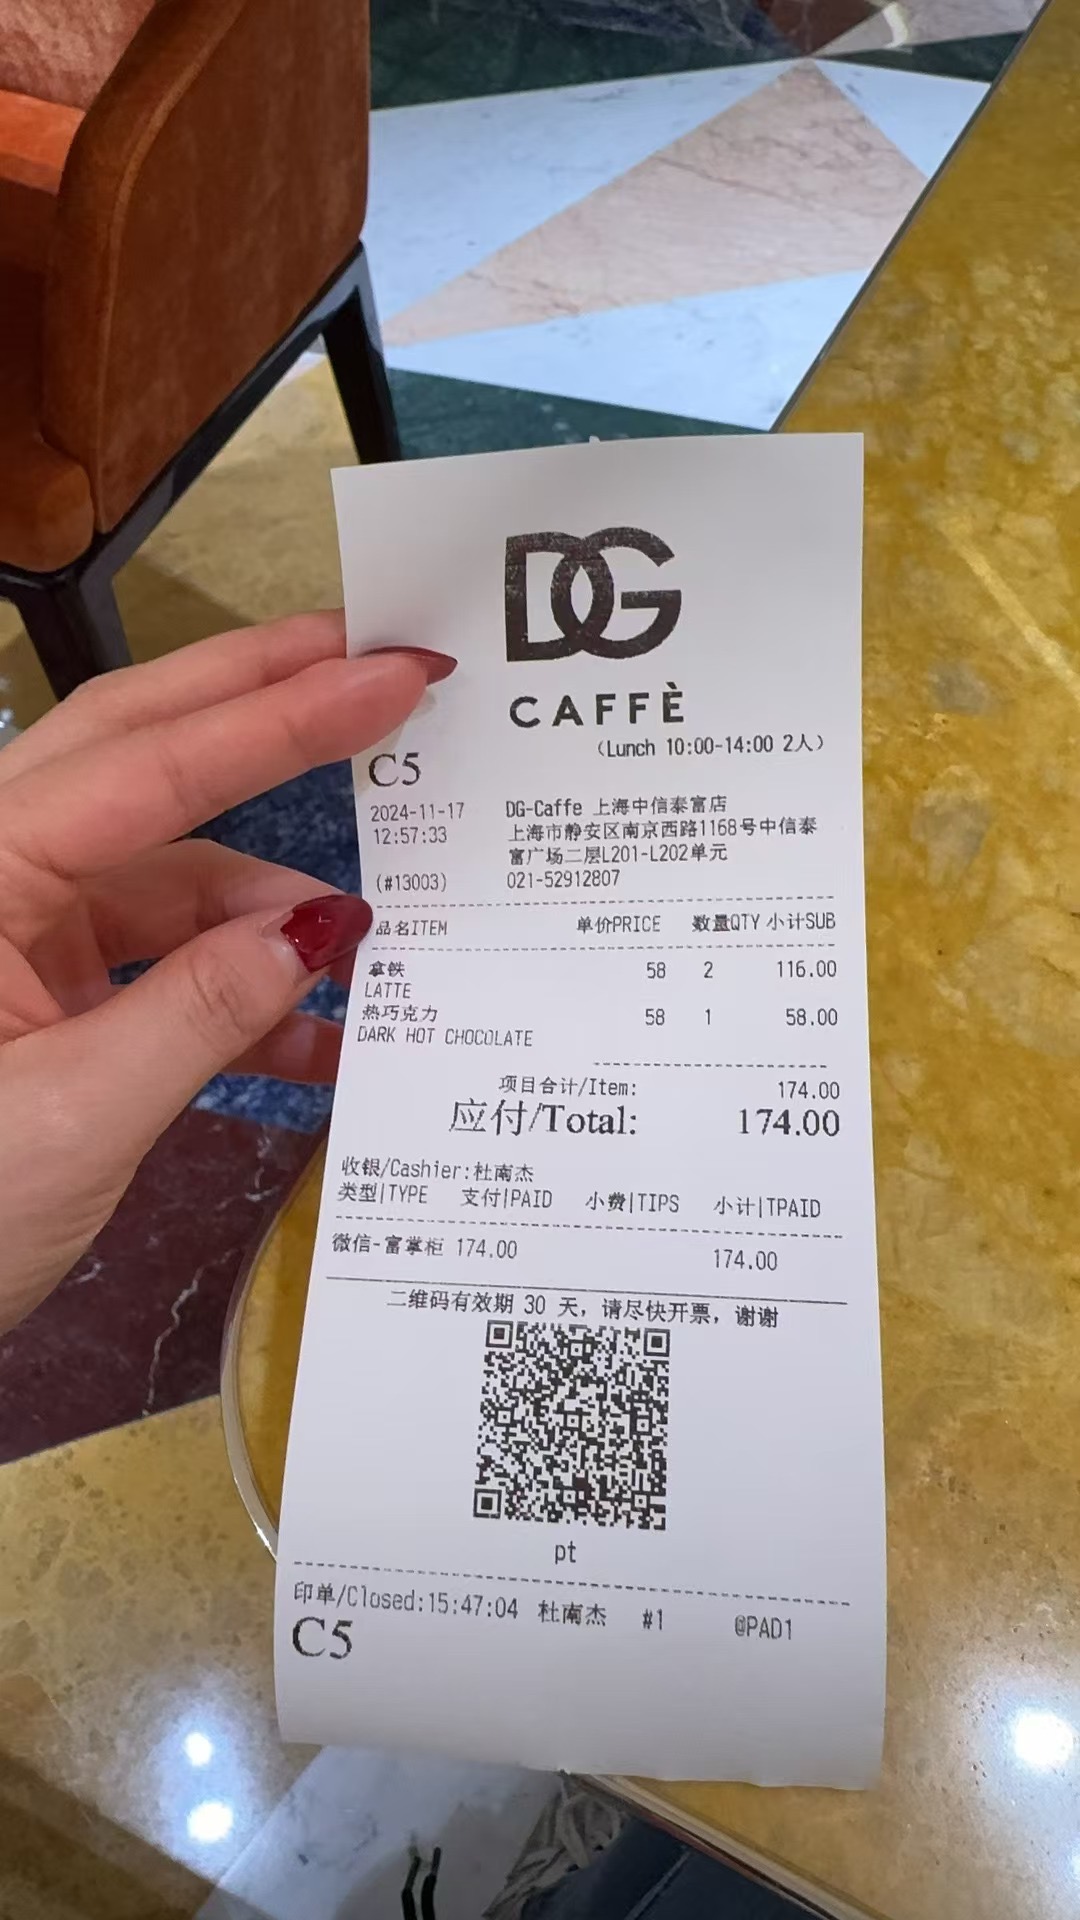 DG
CAFFÈ
(Lunch 10:00-14:00 2人)
C5
2024-11-17 DG-Caffe 上海中信泰富店
12:57:33 上海市静安区南京西路1168号中信泰
富广场二层L201-L202单元
(#13003) 021-52912807
品名ITEM 单价PRICE 数量QTY 小计SUB
拿铁 58 2 116.00
LATTE
热巧克力 58 1 58.00
DARK HOT CHOCOLATE
项目合计/Item: 174.00
应付/Total: 174.00
收银/Cashier:杜南杰
类型|TYPE 支付|PAID 小费|TIPS 小计|TPAID
微信-富掌柜 174.00 174.00
二维码有效期 30 天，请尽快开票，谢谢
pt
印单/Closed:15:47:04 杜南杰 #1 @PAD1
C5